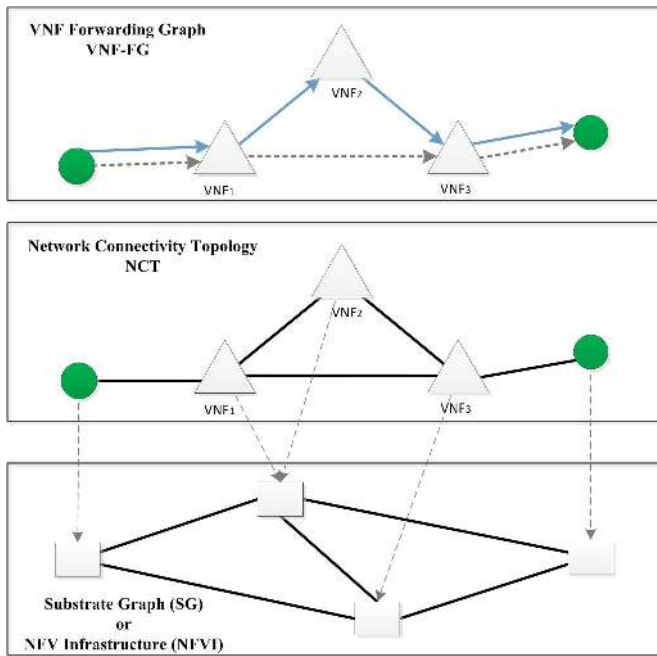 VNF Forwarding Graph
VNF-FG
VNF2
VNF1
VNF3
Network Connectivity Topology
NCT
VNF2
VNF1
VNF3
Substrate Graph (SG)
or
NFV Infrastructure (NFVI)